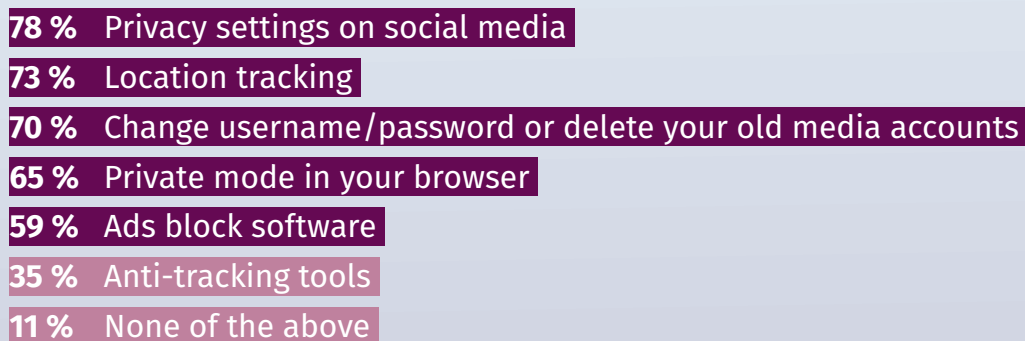 78 % Privacy settings on social media
73 % Location tracking
70 % Change username/password or delete your old media accounts
65 % Private mode in your browser
59 % Ads block software
35 % Anti-tracking tools
11 % None of the above